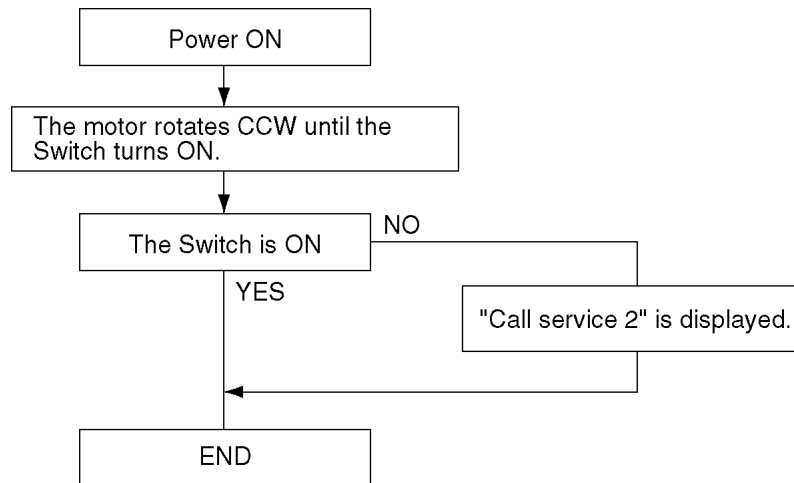 Power ON
The motor rotates CCW until the
Switch turns ON.
The Switch is ON
NO
YES
"Call service 2" is displayed.
END